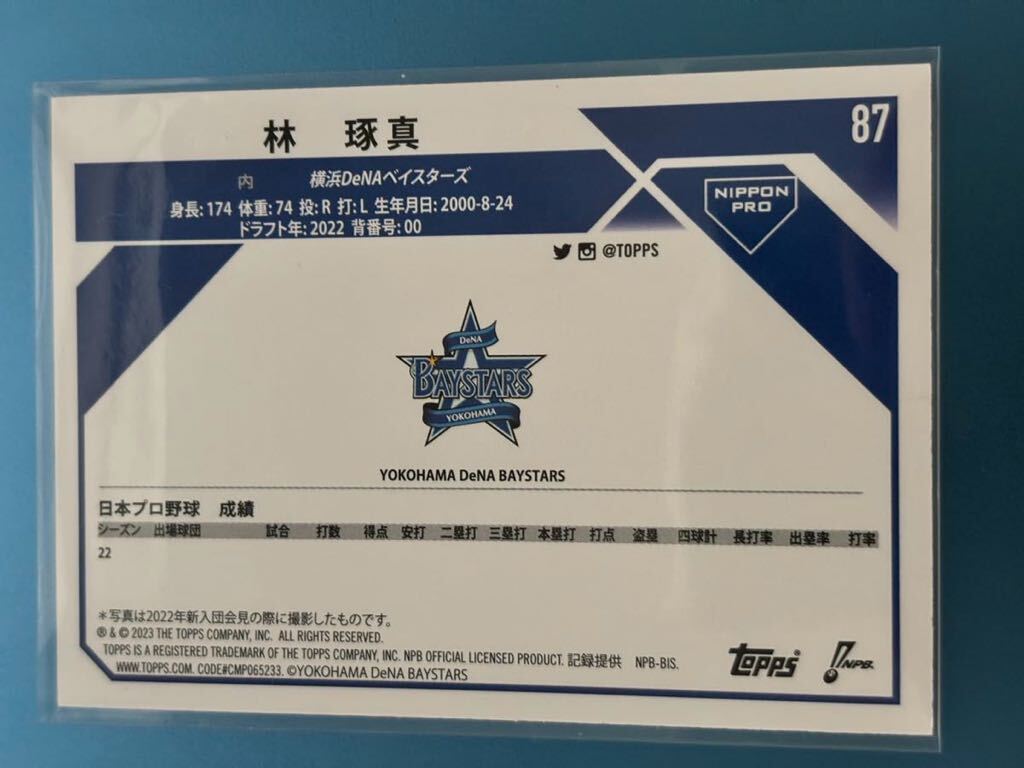 87
林 琢真
内 横浜DeNAベイスターズ
身長: 174 体重: 74 投: R 打: L 生年月日: 2000-8-24
ドラフト年: 2022 背番号: 00
NIPPON
PRO
@TOPPS
DeNA
BAYSTARS
YOKOHAMA
YOKOHAMA DeNA BAYSTARS
日本プロ野球 成績
シーズン 出場球団 試合 打数 得点 安打 二塁打 三塁打 本塁打 打点 盗塁 四球計 長打率 出塁率 打率
22
＊写真は2022年新入団会見の際に撮影したものです。
® & © 2023 THE TOPPS COMPANY, INC. ALL RIGHTS RESERVED.
TOPPS IS A REGISTERED TRADEMARK OF THE TOPPS COMPANY, INC. NPB OFFICIAL LICENSED PRODUCT. 記録提供 NPB-BIS.
WWW.TOPPS.COM. CODE#CMP065233. ©YOKOHAMA DeNA BAYSTARS
TOPPS®
NPB.